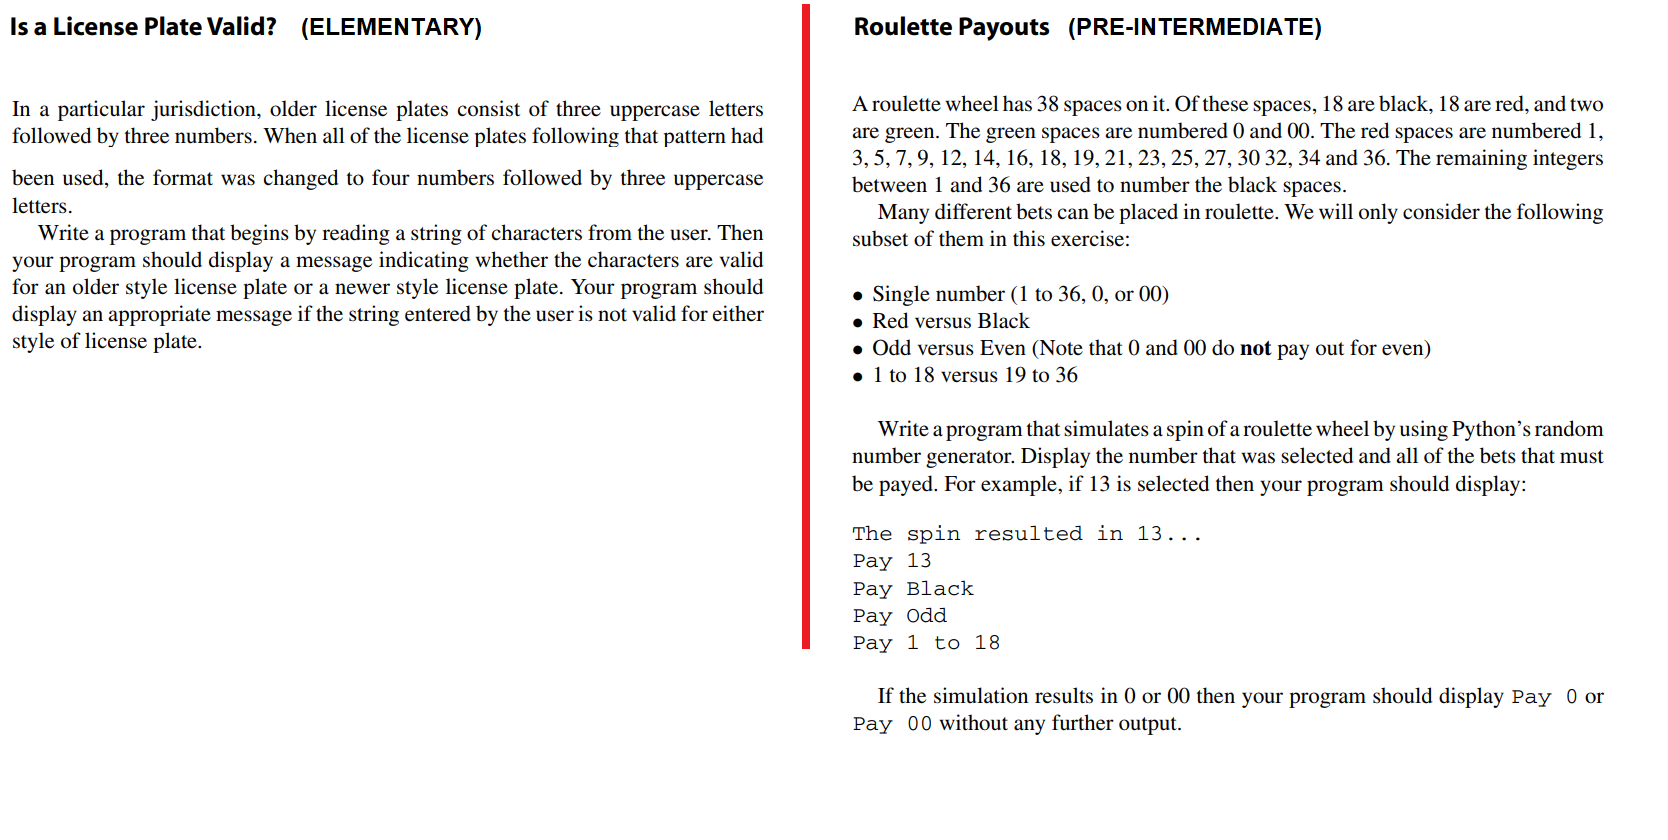 Is a License Plate Valid? (ELEMENTARY)
In a particular jurisdiction, older license plates consist of three uppercase letters
followed by three numbers. When all of the license plates following that pattern had
been used, the format was changed to four numbers followed by three uppercase
letters.
Write a program that begins by reading a string of characters from the user. Then
your program should display a message indicating whether the characters are valid
for an older style license plate or a newer style license plate. Your program should
display an appropriate message if the string entered by the user is not valid for either
style of license plate.
Roulette Payouts (PRE-INTERMEDIATE)
A roulette wheel has 38 spaces on it. Of these spaces, 18 are black, 18 are red, and two
are green. The green spaces are numbered 0 and 00. The red spaces are numbered 1,
3, 5, 7, 9, 12, 14, 16, 18, 19, 21, 23, 25, 27, 30 32, 34 and 36. The remaining integers
between 1 and 36 are used to number the black spaces.
Many different bets can be placed in roulette. We will only consider the following
subset of them in this exercise:
• Single number (1 to 36, 0, or 00)
• Red versus Black
• Odd versus Even (Note that 0 and 00 do not pay out for even)
• 1 to 18 versus 19 to 36
Write a program that simulates a spin of a roulette wheel by using Python's random
number generator. Display the number that was selected and all of the bets that must
be payed. For example, if 13 is selected then your program should display:
The spin resulted in 13...
Pay 13
Pay Black
Pay Odd
Pay 1 to 18
If the simulation results in 0 or 00 then your program should display Pay 0 or
Pay 00 without any further output.